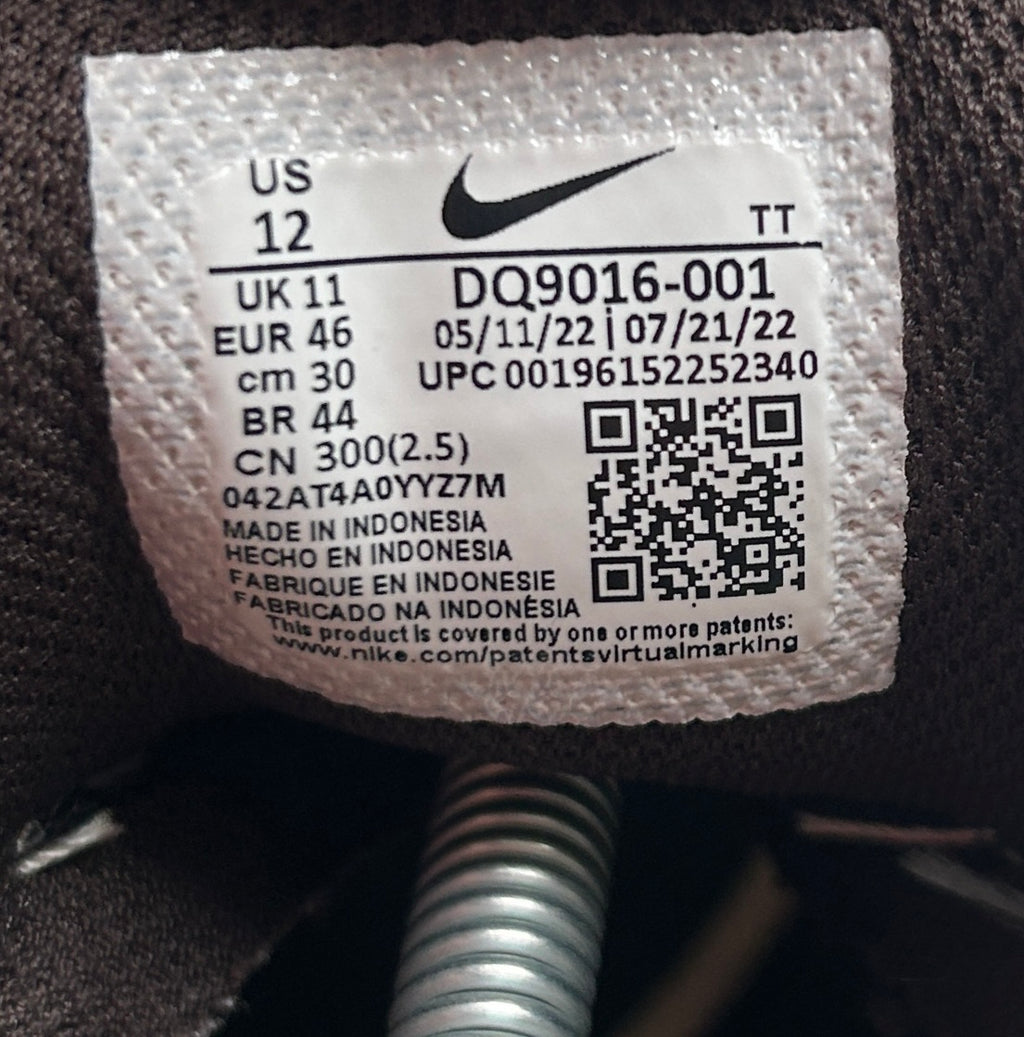 US
12
TT
UK 11
DQ9016-001
EUR 46
05/11/22 | 07/21/22
cm 30
UPC 00196152252340
BR 44
CN 300(2.5)
042AT4A0YYZ7M
MADE IN INDONESIA
HECHO EN INDONESIA
FABRIQUE EN INDONESIE
FABRICADO NA INDONÉSIA
This product is covered by one or more patents:
www.nike.com/patentsvirtualmarking